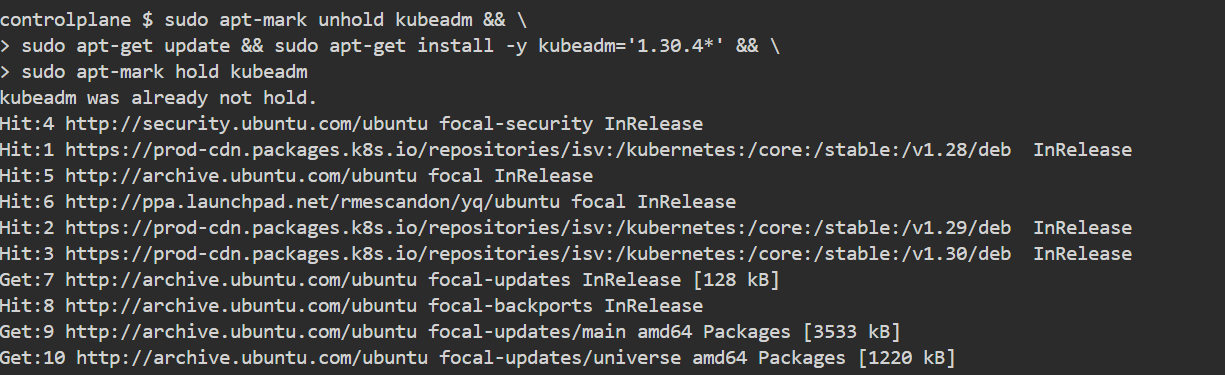 controlplane $ sudo apt-mark unhold kubeadm && \
> sudo apt-get update && sudo apt-get install -y kubeadm='1.30.4*' && \
> sudo apt-mark hold kubeadm
kubeadm was already not hold.
Hit:4 http://security.ubuntu.com/ubuntu focal-security InRelease
Hit:1 https://prod-cdn.packages.k8s.io/repositories/isv:/kubernetes:/core:/stable:/v1.28/deb  InRelease
Hit:5 http://archive.ubuntu.com/ubuntu focal InRelease
Hit:6 http://ppa.launchpad.net/rmescandon/yq/ubuntu focal InRelease
Hit:2 https://prod-cdn.packages.k8s.io/repositories/isv:/kubernetes:/core:/stable:/v1.29/deb  InRelease
Hit:3 https://prod-cdn.packages.k8s.io/repositories/isv:/kubernetes:/core:/stable:/v1.30/deb  InRelease
Get:7 http://archive.ubuntu.com/ubuntu focal-updates InRelease [128 kB]
Hit:8 http://archive.ubuntu.com/ubuntu focal-backports InRelease
Get:9 http://archive.ubuntu.com/ubuntu focal-updates/main amd64 Packages [3533 kB]
Get:10 http://archive.ubuntu.com/ubuntu focal-updates/universe amd64 Packages [1220 kB]